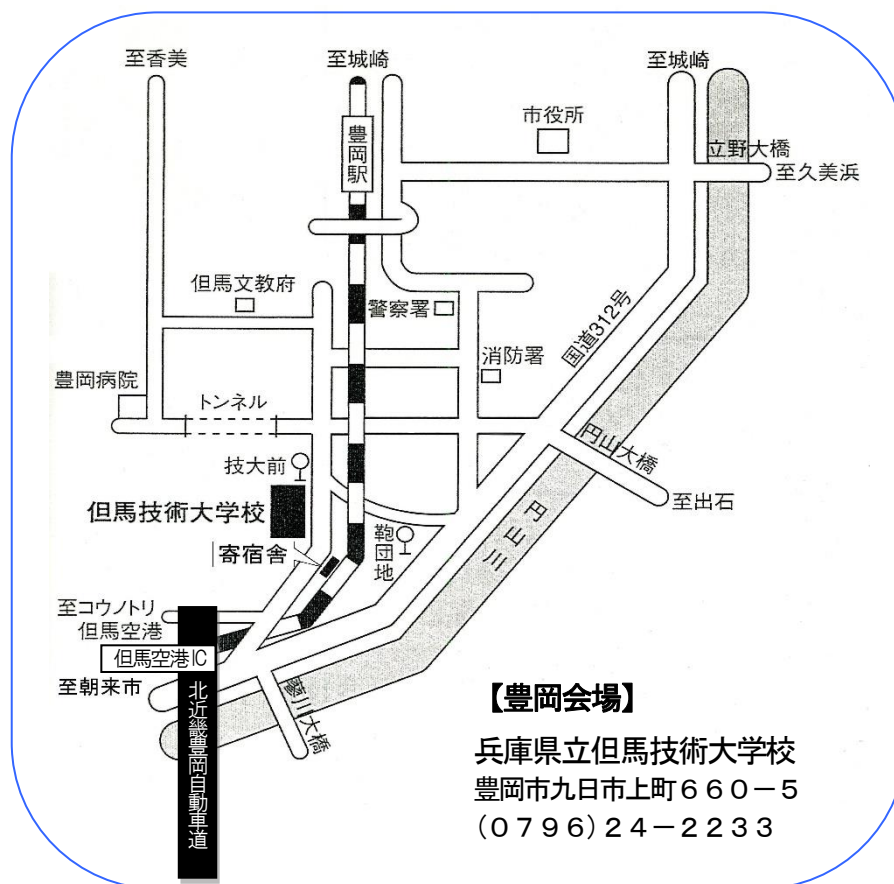 至香美
至城崎
至城崎
市役所
豊岡駅
立野大橋
至久美浜
但馬文教府
警察署
国道312号
消防署
豊岡病院
トンネル
円山大橋
技大前
至出石
但馬技術大学校
円山川
鞄団地
寄宿舎
至コウノトリ
但馬空港
但馬空港IC
至朝来市
蓼川大橋
北近畿豊岡自動車道
【豊岡会場】
兵庫県立但馬技術大学校
豊岡市九日市上町６６０－５
(０７９６)２４－２２３３